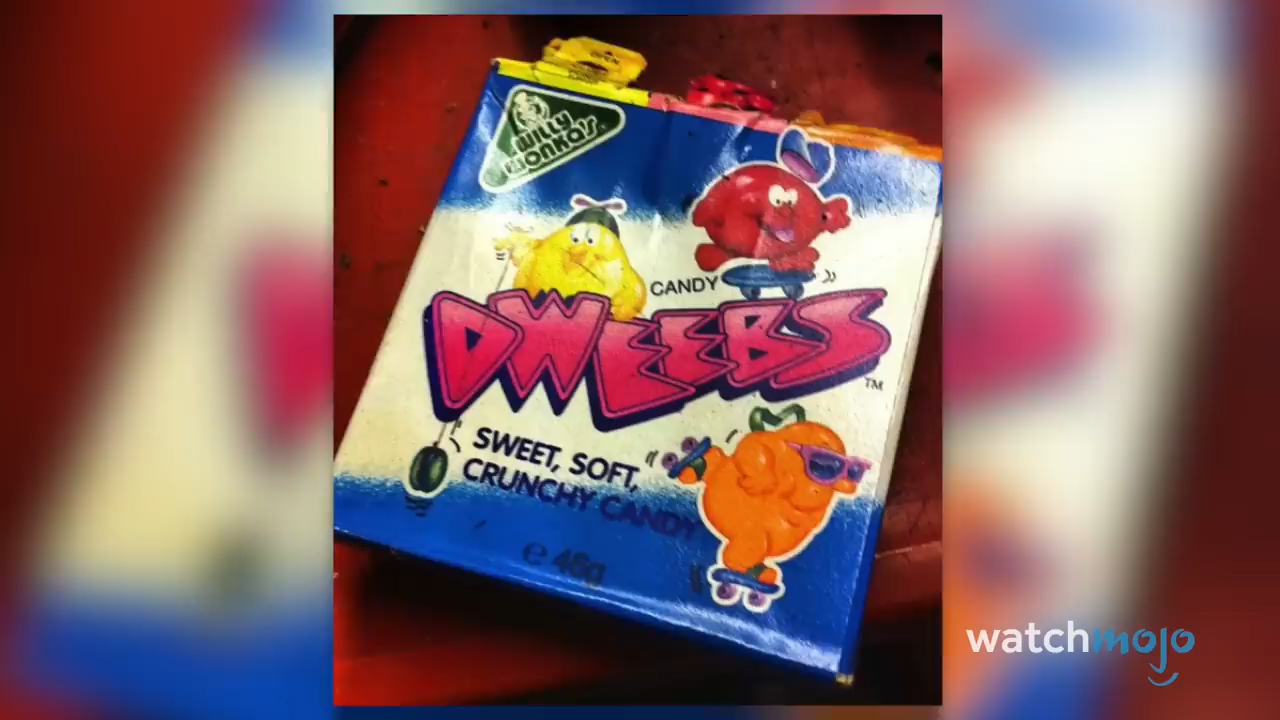 WILLY
WONKA'S
CANDY
DWEEBS
TM
SWEET, SOFT,
CRUNCHY CANDY
℮ 46g
watchmojo